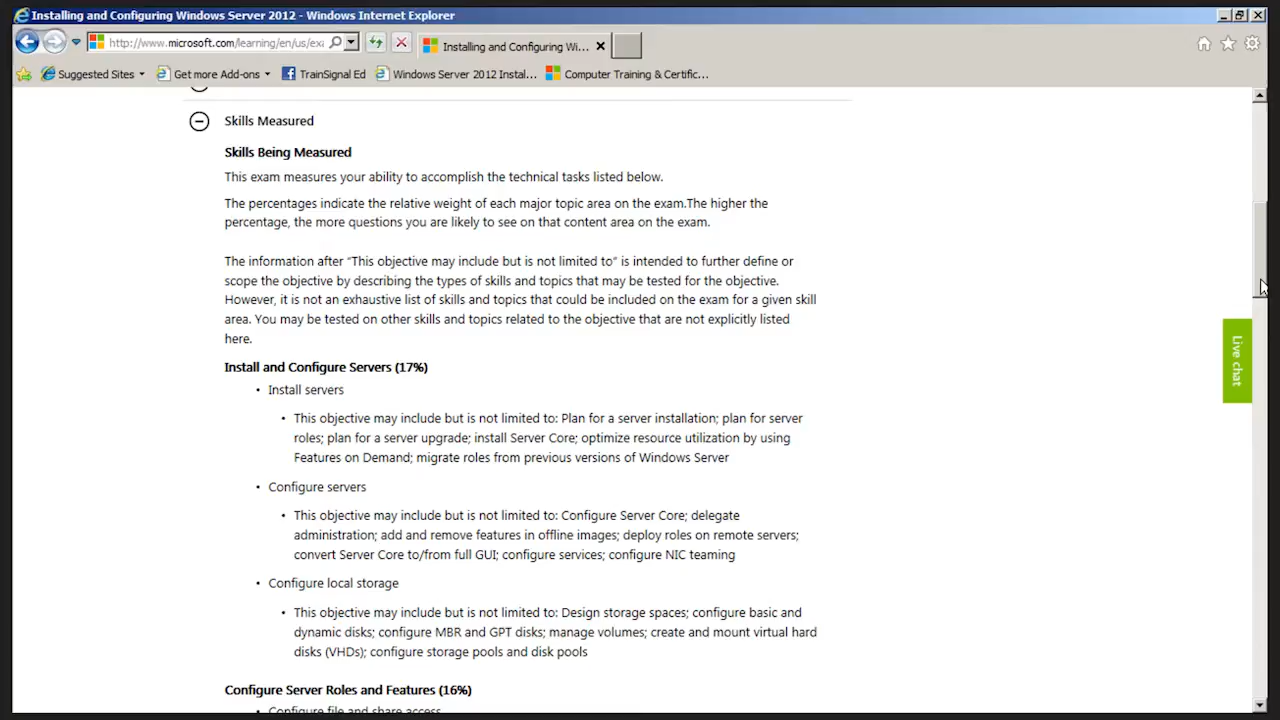 Installing and Configuring Windows Server 2012 - Windows Internet Explorer
http://www.microsoft.com/learning/en/us/exa
Installing and Configuring Wi...
Suggested Sites
Get more Add-ons
TrainSignal Ed
Windows Server 2012 Instal...
Computer Training & Certific...
Skills Measured
Skills Being Measured
This exam measures your ability to accomplish the technical tasks listed below.
The percentages indicate the relative weight of each major topic area on the exam.The higher the
percentage, the more questions you are likely to see on that content area on the exam.
The information after "This objective may include but is not limited to" is intended to further define or
scope the objective by describing the types of skills and topics that may be tested for the objective.
However, it is not an exhaustive list of skills and topics that could be included on the exam for a given skill
area. You may be tested on other skills and topics related to the objective that are not explicitly listed
here.
Live chat
Install and Configure Servers (17%)
• Install servers
• This objective may include but is not limited to: Plan for a server installation; plan for server
roles; plan for a server upgrade; install Server Core; optimize resource utilization by using
Features on Demand; migrate roles from previous versions of Windows Server
• Configure servers
• This objective may include but is not limited to: Configure Server Core; delegate
administration; add and remove features in offline images; deploy roles on remote servers;
convert Server Core to/from full GUI; configure services; configure NIC teaming
• Configure local storage
• This objective may include but is not limited to: Design storage spaces; configure basic and
dynamic disks; configure MBR and GPT disks; manage volumes; create and mount virtual hard
disks (VHDs); configure storage pools and disk pools
Configure Server Roles and Features (16%)
• Configure file and share access